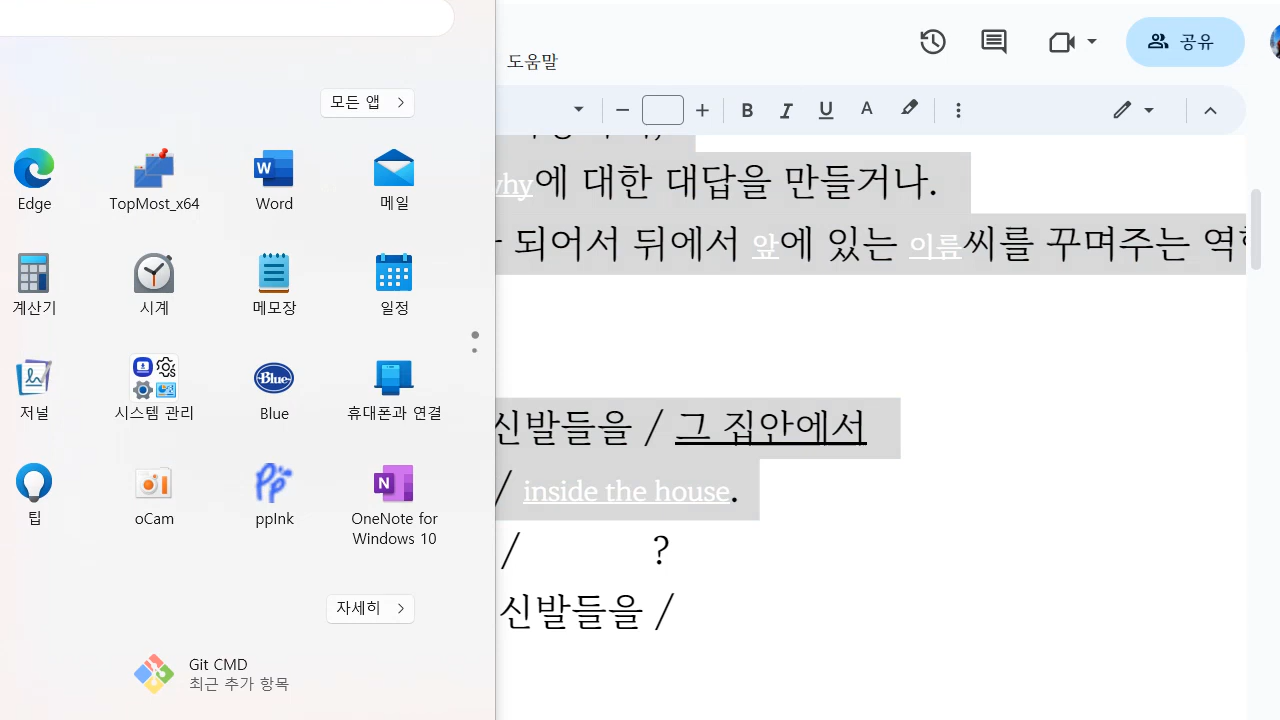 모든 앱
Edge
TopMost_x64
Word
메일
계산기
시계
메모장
일정
저널
시스템 관리
Blue
휴대폰과 연결
팁
oCam
ppInk
OneNote for
Windows 10
자세히
Git CMD
최근 추가 항목
도움말
공유
why에 대한 대답을 만들거나.
되어서 뒤에서 앞에 있는 이름씨를 꾸며주는
신발들을 / 그 집안에서
/ inside the house.
/ ?
신발들을 /